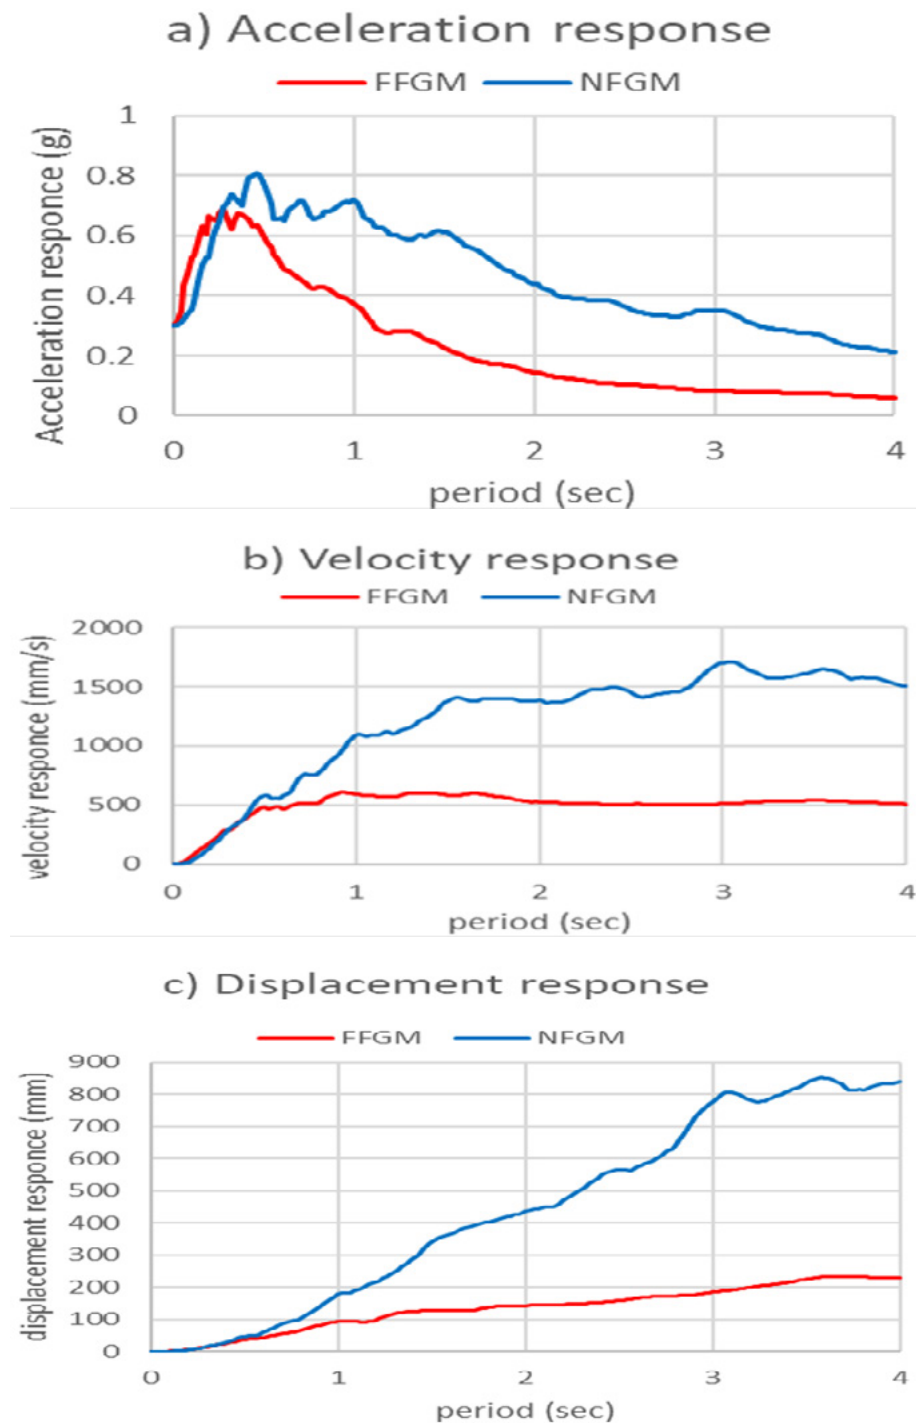 a) Acceleration response
FFGM NFGM
Acceleration responce (g)
1
0.8
0.6
0.4
0.2
0
0 1 2 3 4
period (sec)
b) Velocity response
FFGM NFGM
velocity responce (mm/s)
2000
1500
1000
500
0
0 1 2 3 4
period (sec)
c) Displacement response
FFGM NFGM
displacement responce (mm)
900
800
700
600
500
400
300
200
100
0
0 1 2 3 4
period (sec)